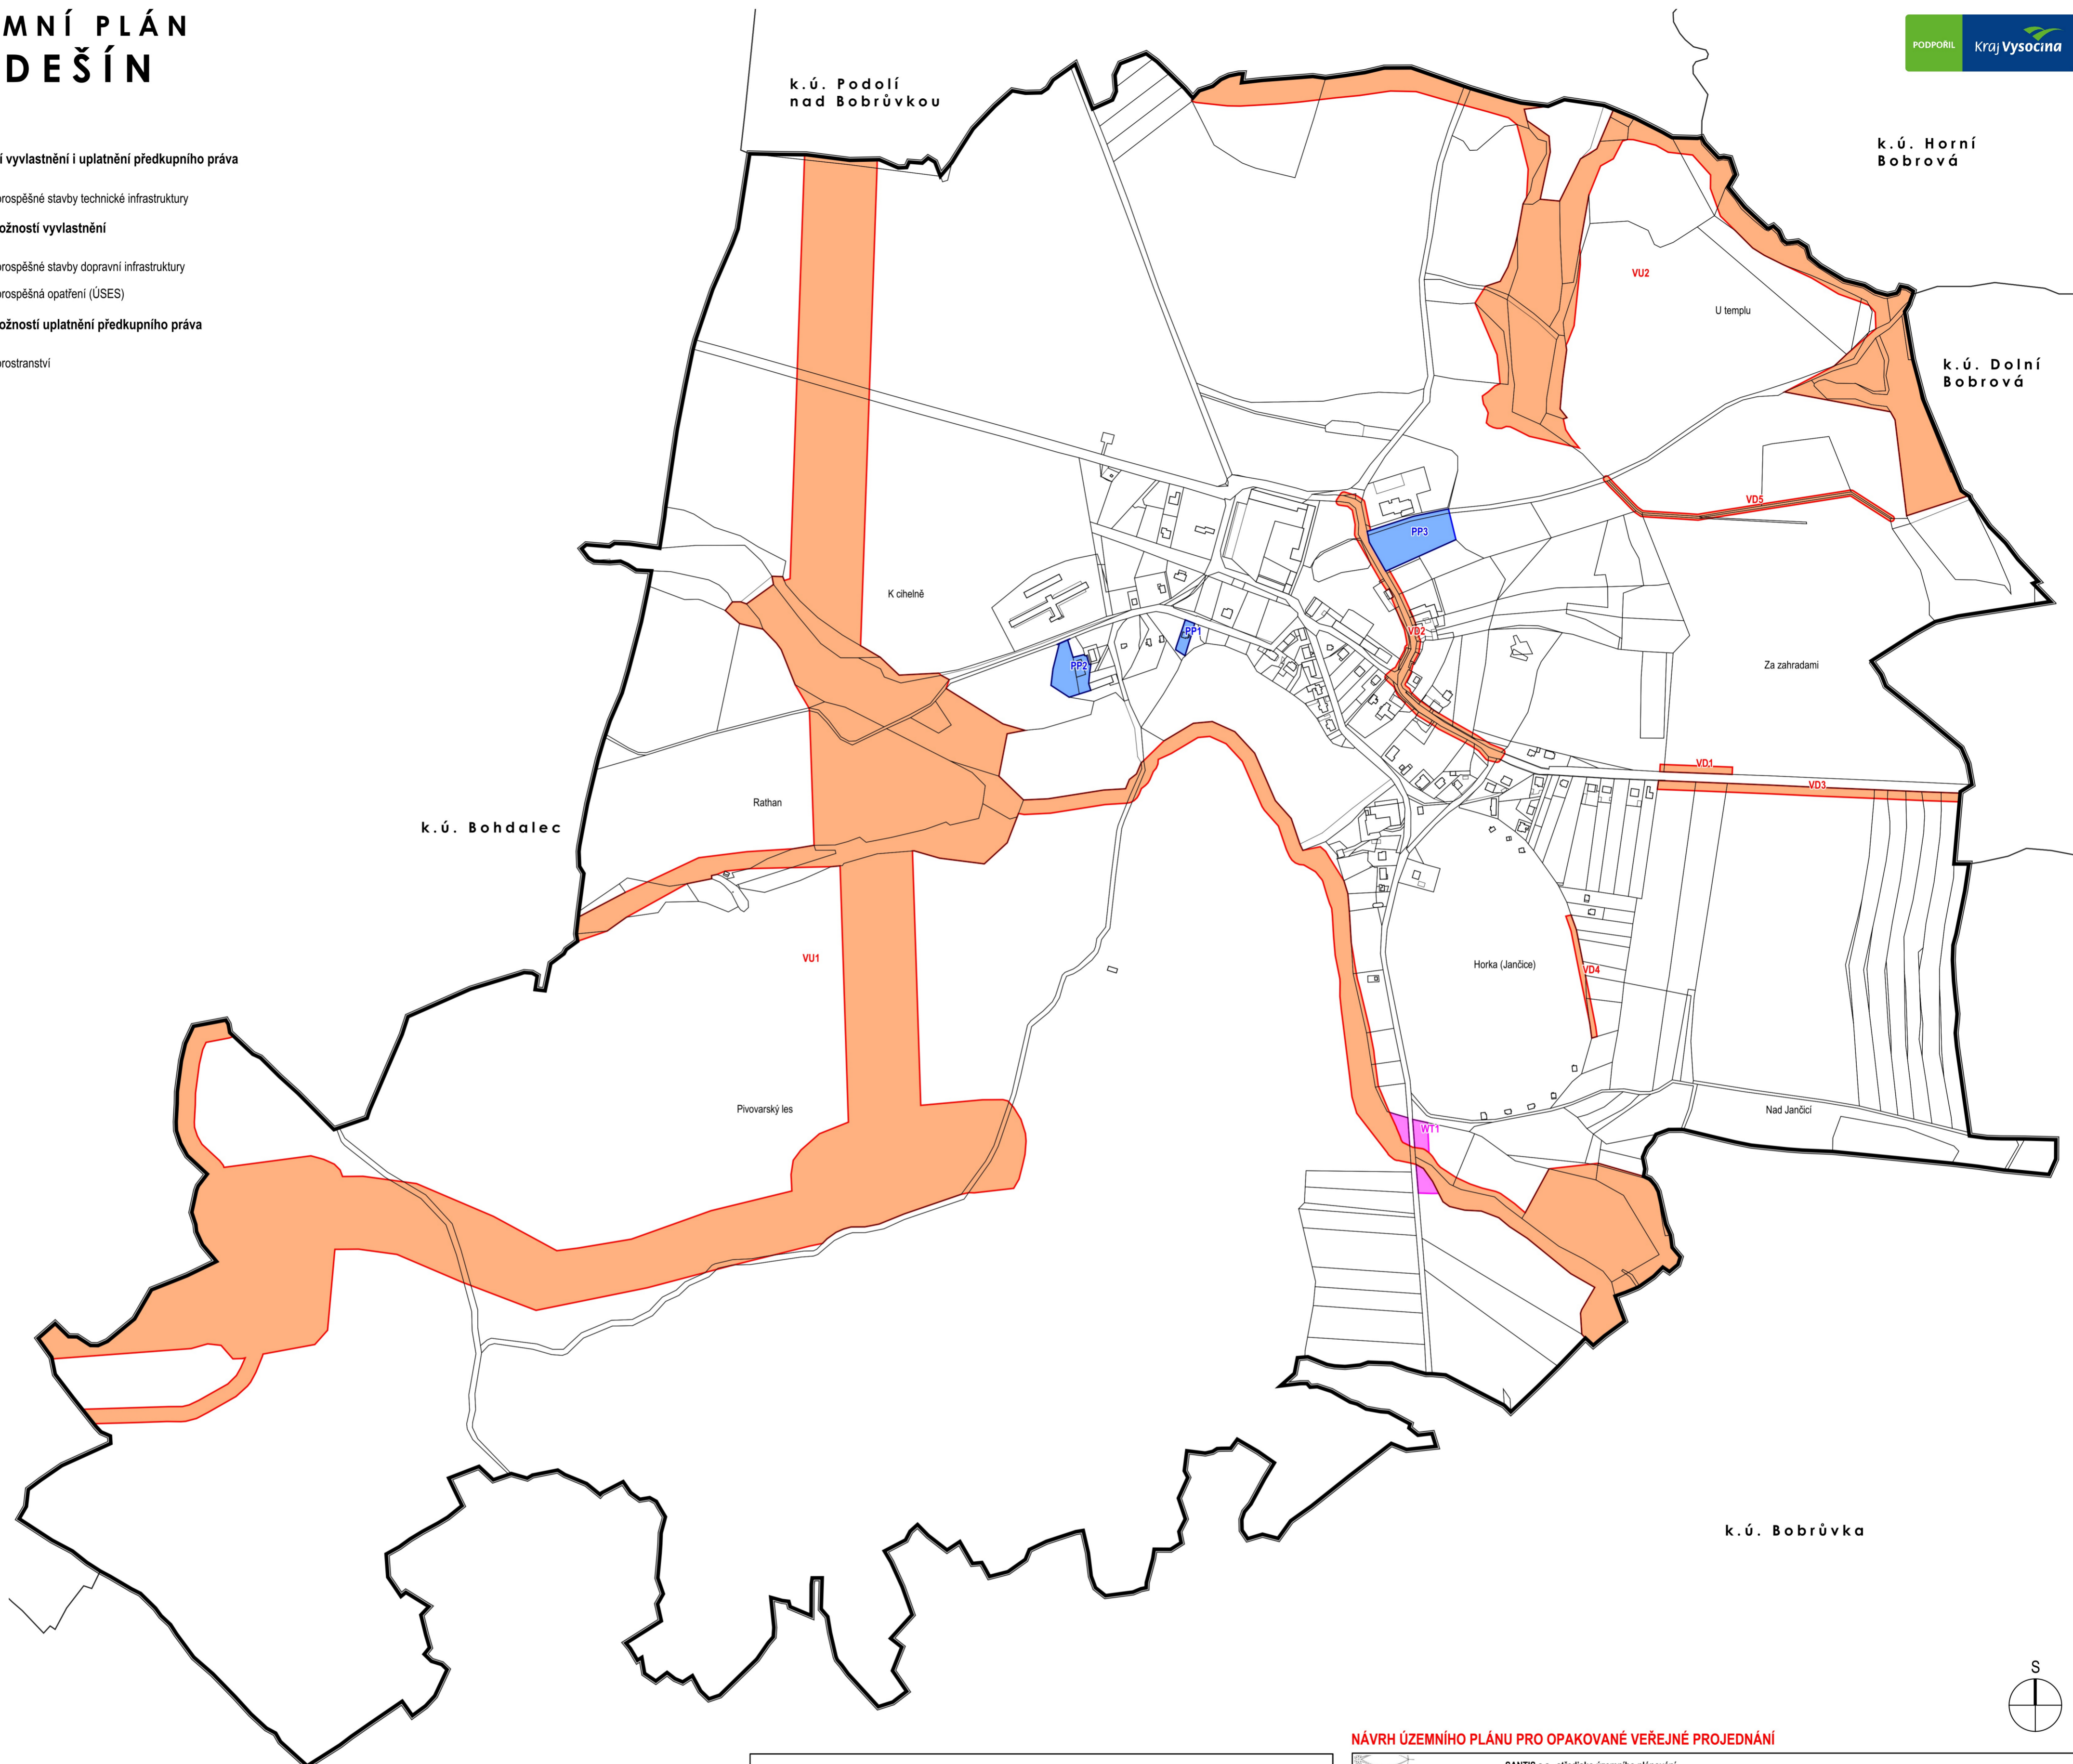 MNÍ PLÁN
DEŠÍN
PODPOŘIL
Kraj Vysočina
k.ú. Podolí
nad Bobrůvkou
k.ú. Horní
Bobrová
í vyvlastnění i uplatnění předkupního práva
prospěšné stavby technické infrastruktury
ožností vyvlastnění
prospěšné stavby dopravní infrastruktury
prospěšná opatření (ÚSES)
ožností uplatnění předkupního práva
prostranství
VU2
U templu
k.ú. Dolní
Bobrová
VD5
PP3
K cihelně
PP1
VD2
PP2
Za zahradami
VD1
VD3
Rathan
k.ú. Bohdalec
VU1
Horka (Jančice)
VD4
Pivovarský les
Nad Jančicí
WT1
k.ú. Bobrůvka
S
NÁVRH ÚZEMNÍHO PLÁNU PRO OPAKOVANÉ VEŘEJNÉ PROJEDNÁNÍ